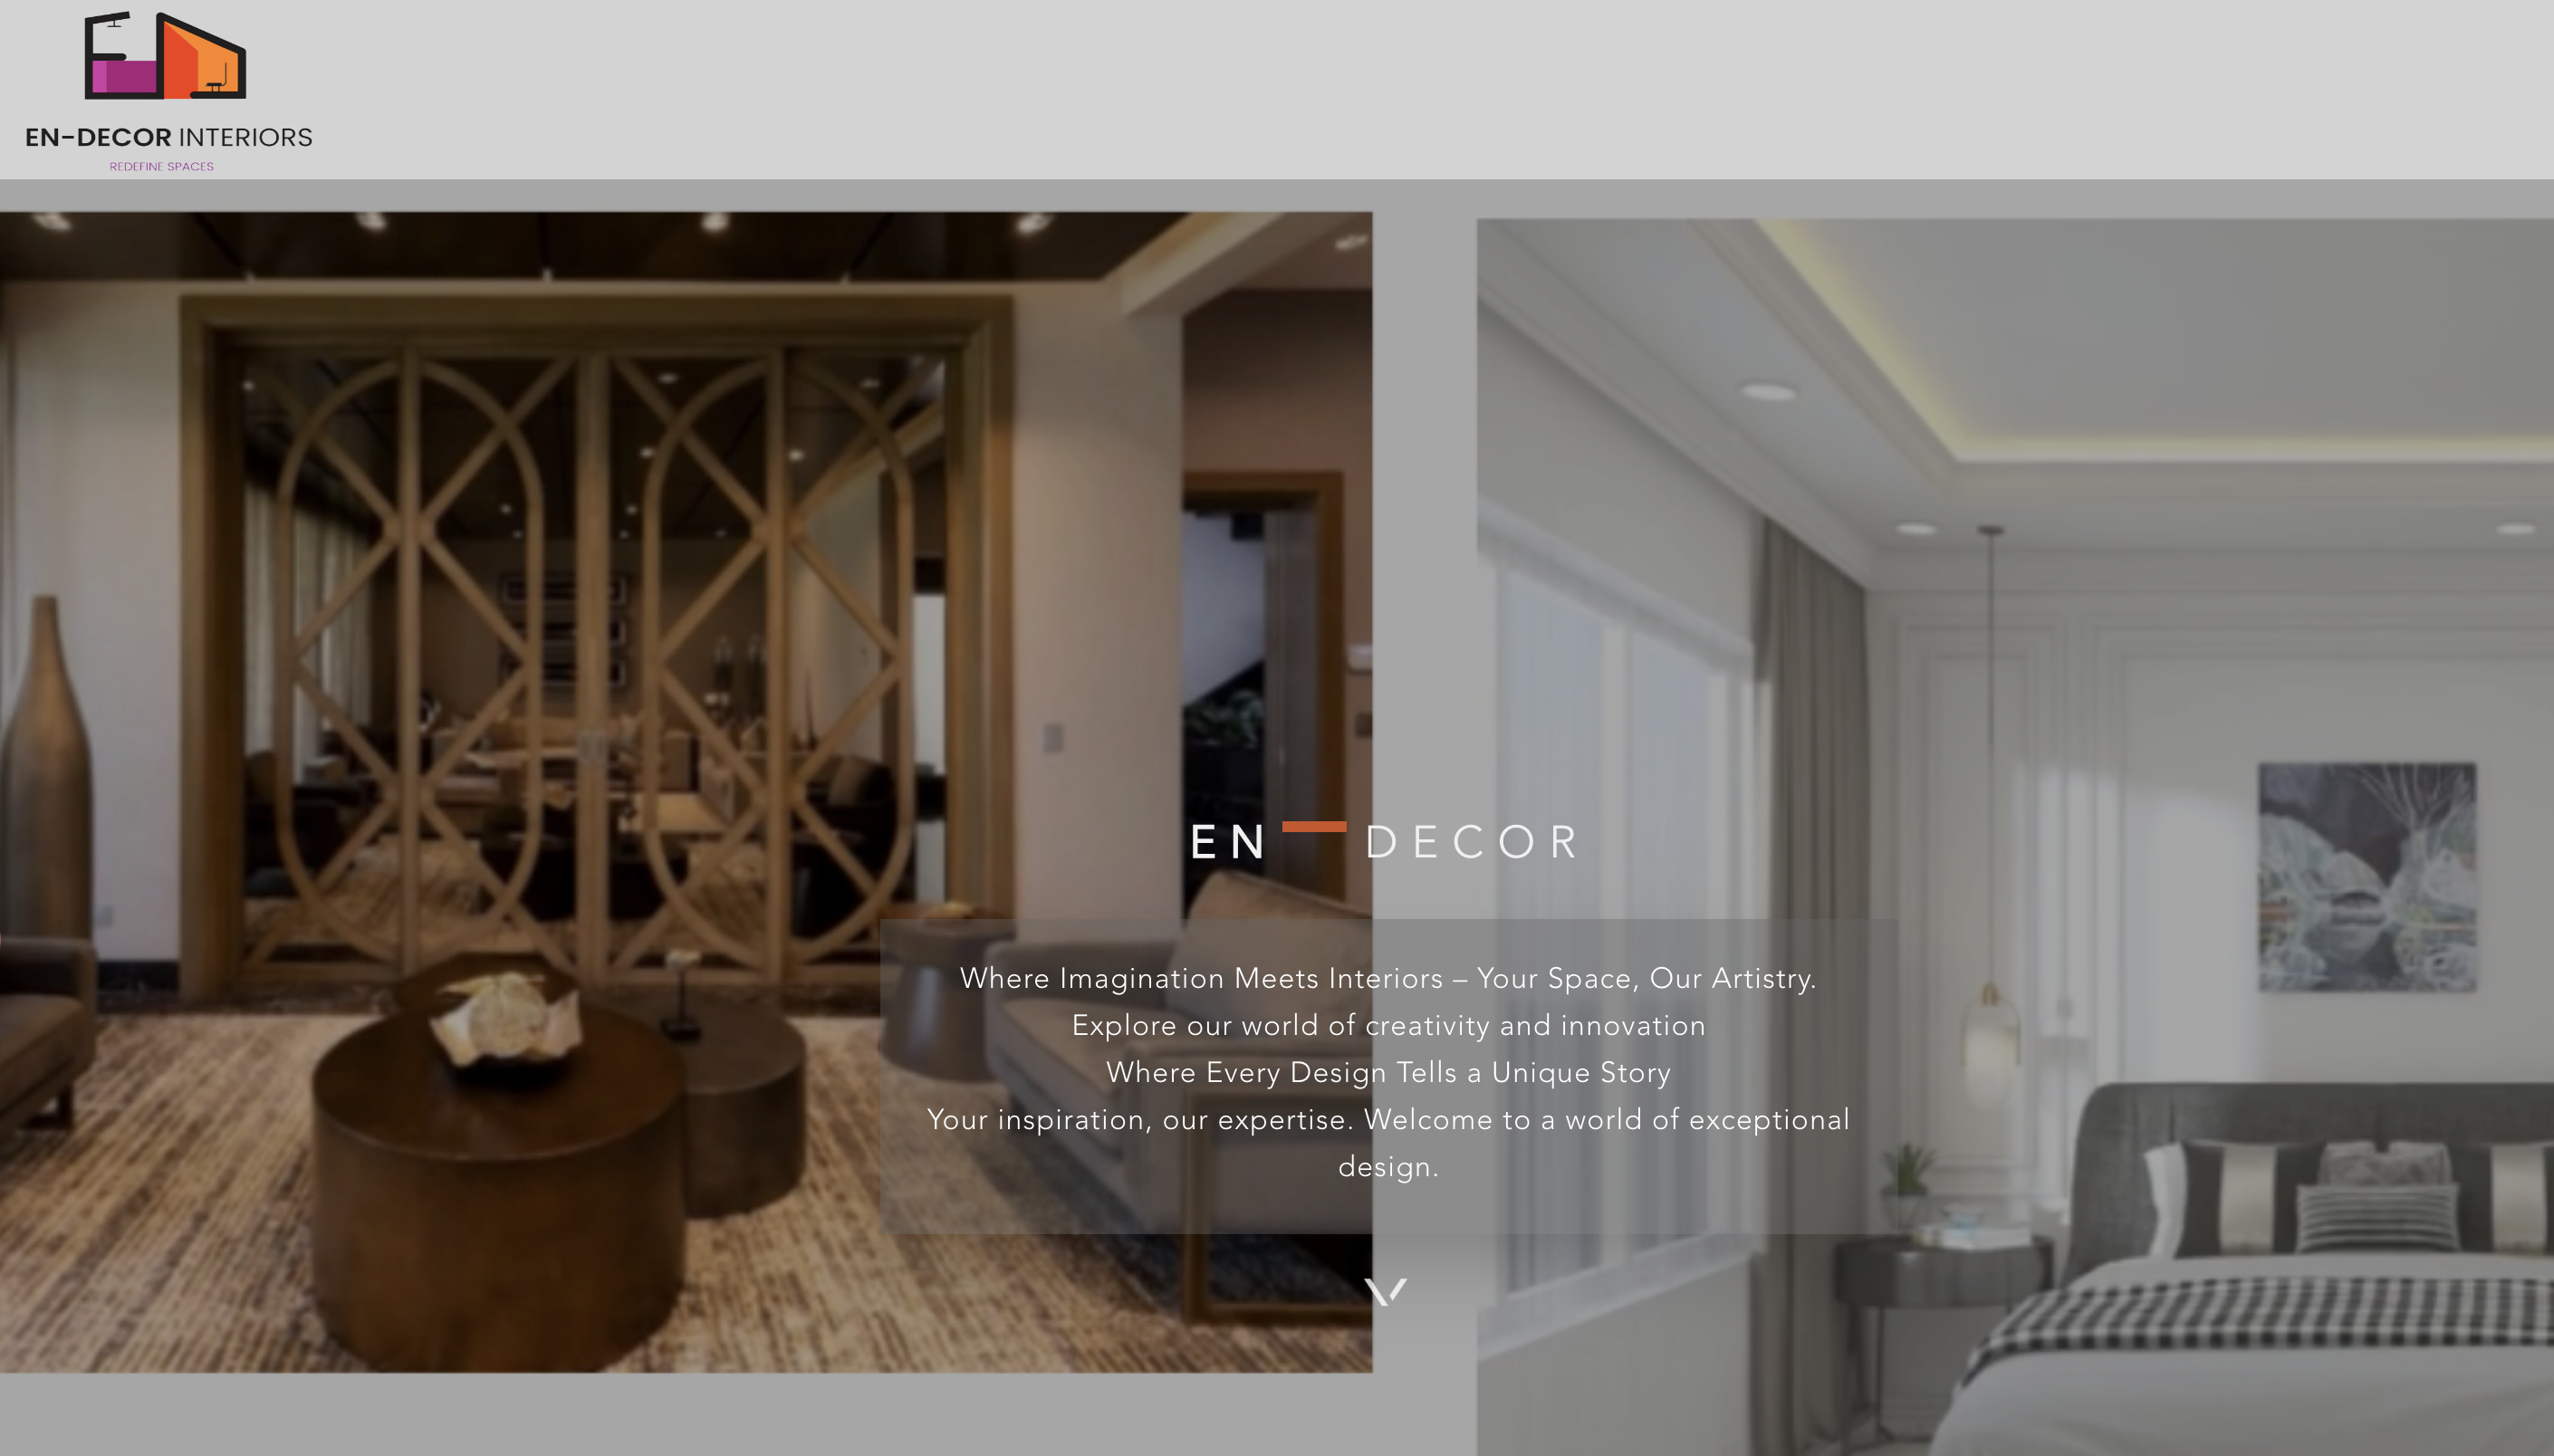 EN-DECOR INTERIORS
REDEFINE SPACES
EN — DECOR
Where Imagination Meets Interiors – Your Space, Our Artistry.
Explore our world of creativity and innovation
Where Every Design Tells a Unique Story
Your inspiration, our expertise. Welcome to a world of exceptional
design.